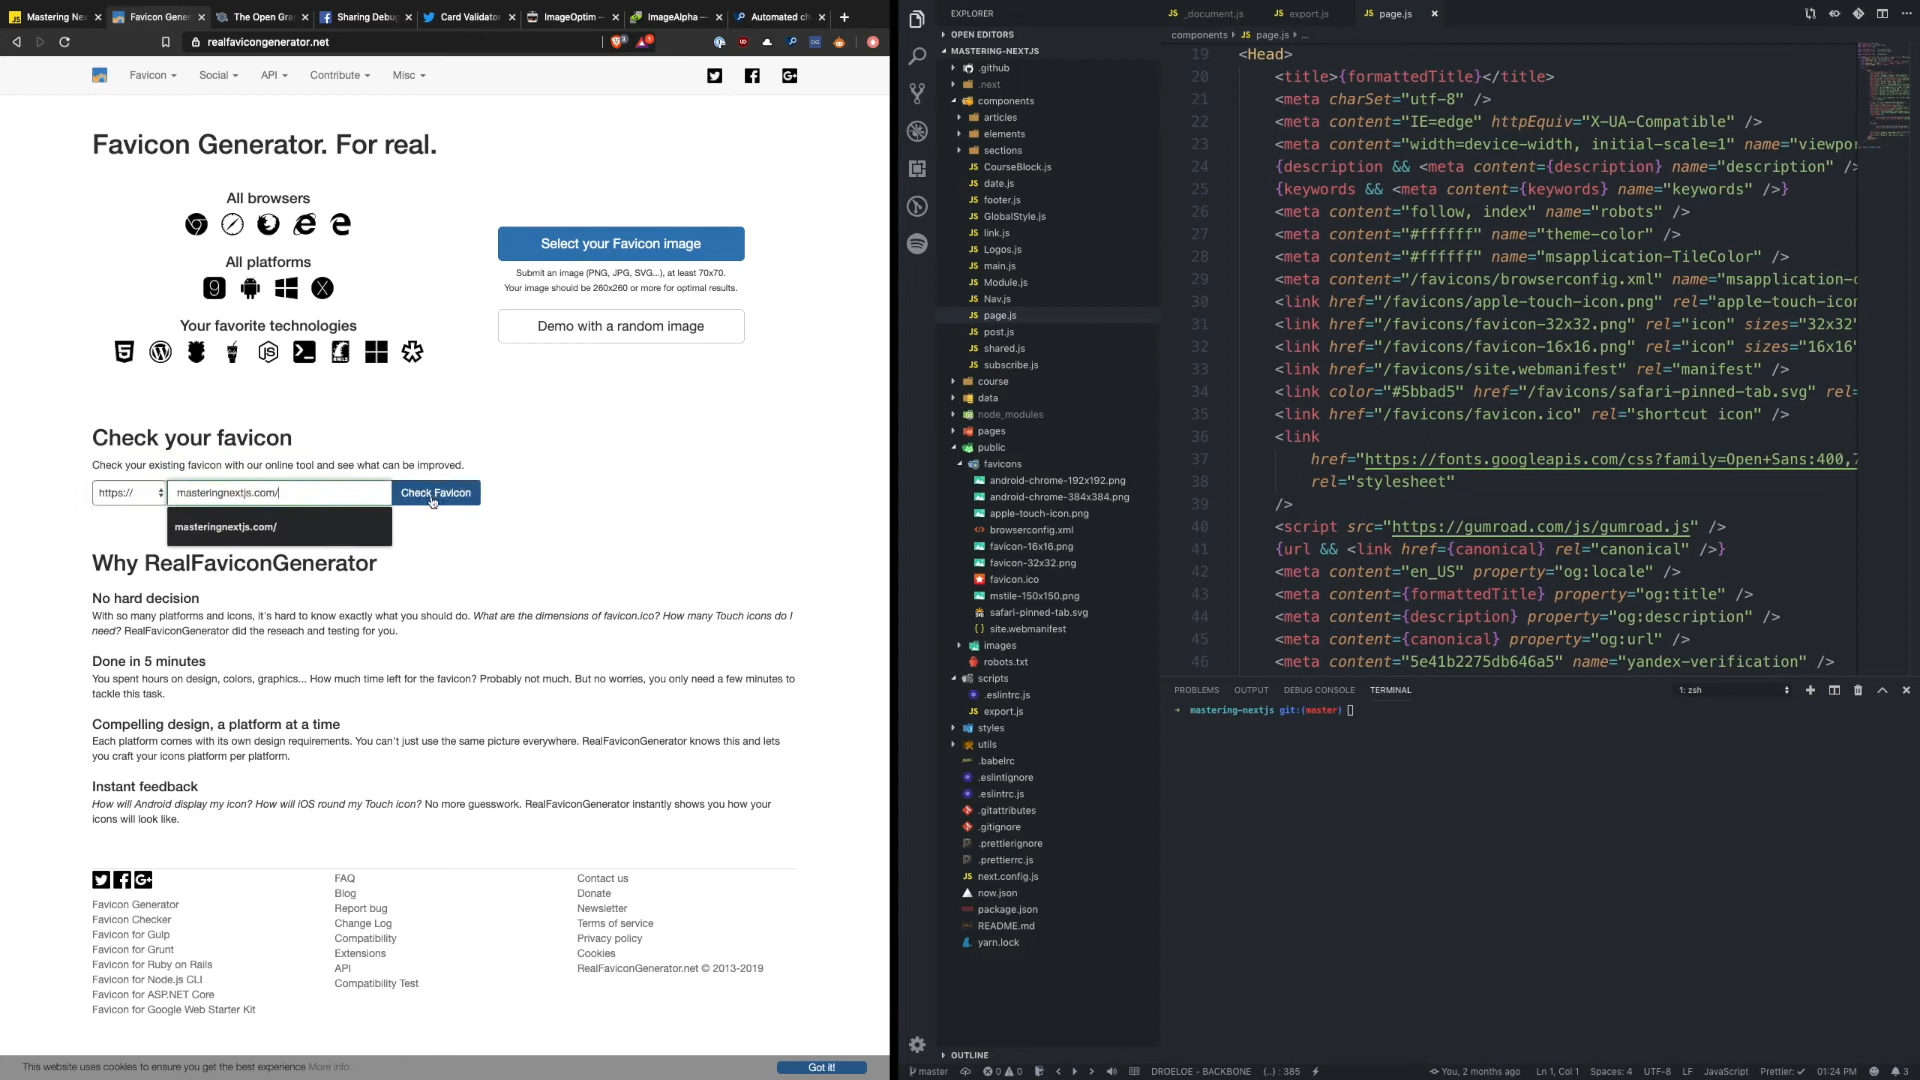 Mastering Ne
Favicon Gene
The Open Gra
Sharing Debug
Card Validator
ImageOptim —
ImageAlpha —
Automated ch
realfavicongenerator.net
Favicon
Social
API
Contribute
Misc
Favicon Generator. For real.
All browsers
All platforms
Your favorite technologies
Select your Favicon image
Submit an image (PNG, JPG, SVG...), at least 70x70.
Your image should be 260x260 or more for optimal results.
Demo with a random image
Check your favicon
Check your existing favicon with our online tool and see what can be improved.
https://
masteringnextjs.com/
Check Favicon
masteringnextjs.com/
Why RealFaviconGenerator
No hard decision
With so many platforms and icons, it's hard to know exactly what you should do. What are the dimensions of favicon.ico? How many Touch icons do I
need? RealFaviconGenerator did the reseach and testing for you.
Done in 5 minutes
You spent hours on design, colors, graphics... How much time left for the favicon? Probably not much. But no worries, you only need a few minutes to
tackle this task.
Compelling design, a platform at a time
Each platform comes with its own design requirements. You can't just use the same picture everywhere. RealFaviconGenerator knows this and lets
you craft your icons platform per platform.
Instant feedback
How will Android display my icon? How will iOS round my Touch icon? No more guesswork. RealFaviconGenerator instantly shows you how your
icons will look like.
Favicon Generator
Favicon Checker
Favicon for Gulp
Favicon for Grunt
Favicon for Ruby on Rails
Favicon for Node.js CLI
Favicon for ASP.NET Core
Favicon for Google Web Starter Kit
FAQ
Blog
Report bug
Change Log
Compatibility
Extensions
API
Compatibility Test
Contact us
Donate
Newsletter
Terms of service
Privacy policy
Cookies
RealFaviconGenerator.net © 2013-2019
This website uses cookies to ensure you get the best experience More info
Got it!
EXPLORER
OPEN EDITORS
MASTERING-NEXTJS
.github
.next
components
articles
elements
sections
JS CourseBlock.js
JS date.js
JS footer.js
JS GlobalStyle.js
JS link.js
JS Logos.js
JS main.js
JS Module.js
JS Nav.js
JS page.js
JS post.js
JS shared.js
JS subscribe.js
course
data
node_modules
pages
public
favicons
android-chrome-192x192.png
android-chrome-384x384.png
apple-touch-icon.png
browserconfig.xml
favicon-16x16.png
favicon-32x32.png
favicon.ico
mstile-150x150.png
safari-pinned-tab.svg
site.webmanifest
images
robots.txt
scripts
.eslintrc.js
JS export.js
styles
utils
.babelrc
.eslintignore
.eslintrc.js
.gitattributes
.gitignore
.prettierignore
.prettierrc.js
JS next.config.js
now.json
package.json
README.md
yarn.lock
OUTLINE
JS _document.js
JS export.js
JS page.js
components JS page.js ...
19 <Head>
20 <title>{formattedTitle}</title>
21 <meta charSet="utf-8" />
22 <meta content="IE=edge" httpEquiv="X-UA-Compatible" />
23 <meta content="width=device-width, initial-scale=1" name="viewpor
24 {description && <meta content={description} name="description" />
25 {keywords && <meta content={keywords} name="keywords" />}
26 <meta content="follow, index" name="robots" />
27 <meta content="#ffffff" name="theme-color" />
28 <meta content="#ffffff" name="msapplication-TileColor" />
29 <meta content="/favicons/browserconfig.xml" name="msapplication-c
30 <link href="/favicons/apple-touch-icon.png" rel="apple-touch-icon
31 <link href="/favicons/favicon-32x32.png" rel="icon" sizes="32x32"
32 <link href="/favicons/favicon-16x16.png" rel="icon" sizes="16x16"
33 <link href="/favicons/site.webmanifest" rel="manifest" />
34 <link color="#5bbad5" href="/favicons/safari-pinned-tab.svg" rel=
35 <link href="/favicons/favicon.ico" rel="shortcut icon" />
36 <link
37 href="https://fonts.googleapis.com/css?family=Open+Sans:400,7
38 rel="stylesheet"
39 />
40 <script src="https://gumroad.com/js/gumroad.js" />
41 {url && <link href={canonical} rel="canonical" />}
42 <meta content="en_US" property="og:locale" />
43 <meta content={formattedTitle} property="og:title" />
44 <meta content={description} property="og:description" />
45 <meta content={canonical} property="og:url" />
46 <meta content="5e41b2275db646a5" name="yandex-verification" />
PROBLEMS
OUTPUT
DEBUG CONSOLE
TERMINAL
1: zsh
→ mastering-nextjs git:(master)
master
0
0
DROELOE - BACKBONE
{..} : 385
You, 2 months ago
Ln 1, Col 1
Spaces: 4
UTF-8
LF
JavaScript
Prettier: ✓
01:24 PM
3